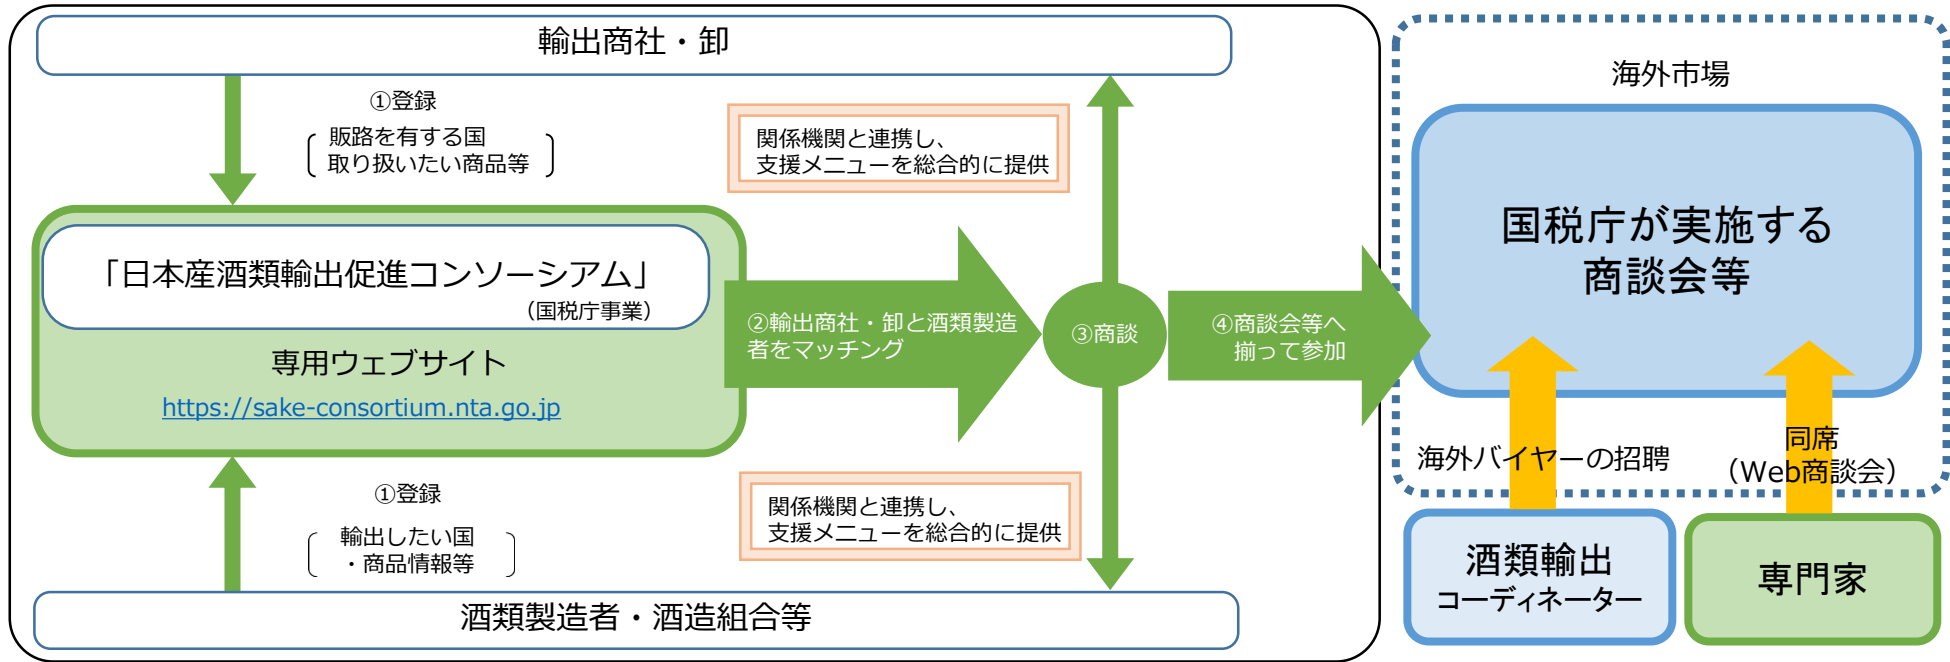 輸出商社・卸
①登録
販路を有する国
取り扱いたい商品等
関係機関と連携し、
支援メニューを総合的に提供
「日本産酒類輸出促進コンソーシアム」
（国税庁事業）
専用ウェブサイト
https://sake-consortium.nta.go.jp
②輸出商社・卸と酒類製造
者をマッチング
③商談
④商談会等へ
揃って参加
①登録
輸出したい国
・商品情報等
関係機関と連携し、
支援メニューを総合的に提供
酒類製造者・酒造組合等
海外市場
国税庁が実施する
商談会等
海外バイヤーの招聘
同席
（Web商談会）
酒類輸出
コーディネーター
専門家